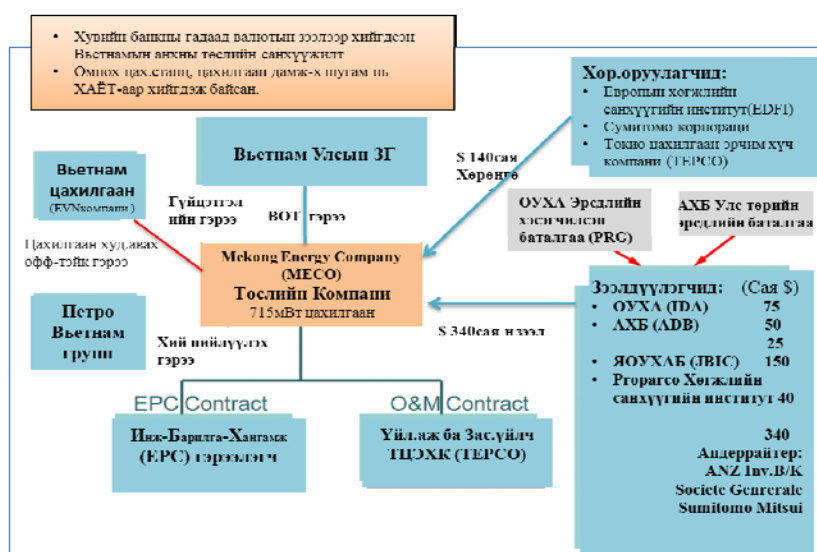 • Хувийн банкны гадаад валютын зээлээр хийгдсэн
Вьетнамын анхны төслийн санхүүжилт
• Өмнөх цах.станц, цахилгаан дамж-х шугам нь
ХАЁТ-аар хийгдэж байсан.
Хөр.оруулагчид:
• Европын хөгжлийн
санхүүгийн институт(EDFI)
• Сумитомо корпораци
• Токио цахилгаан эрчим хүч
компани (TEPCO)
Вьетнам Улсын ЗГ
Вьетнам
цахилгаан
(EVNкомпани)
Гүйцэтгэл
ийн гэрээ
BOT гэрээ
$ 140сая
Хөрөнгө
ОУХА Эрсдлийн
хэсэгчилсэн
баталгаа (PRG)
АХБ Улс төрийн
эрсдлийн баталгаа
Цахилгаан худ.авах
офф-тэйк гэрээ
Mekong Energy Company
(MECO)
Төслийн Компани
715мВт цахилгаан
Петро
Вьетнам
групп
Хий нийлүүлэх
гэрээ
$ 340сая зээл
Зээлдүүлэгчид: (Сая $)
• ОУХА (IDA) 75
• АХБ (ADB) 50
25
• ЯОУХАБ (JBIC) 150
• Proparco Хөгжлийн
санхүүгийн институт 40
340
Андеррайтер:
ANZ Inv.B/K
Societe Genrerale
Sumitomo Mitsui
EPC Contract
O&M Contract
Инж-Барилга-Хангамж
(EPC) гэрээлэгч
Үйл.аж ба Зас.үйлч
ТЦЭХК (TEPCO)